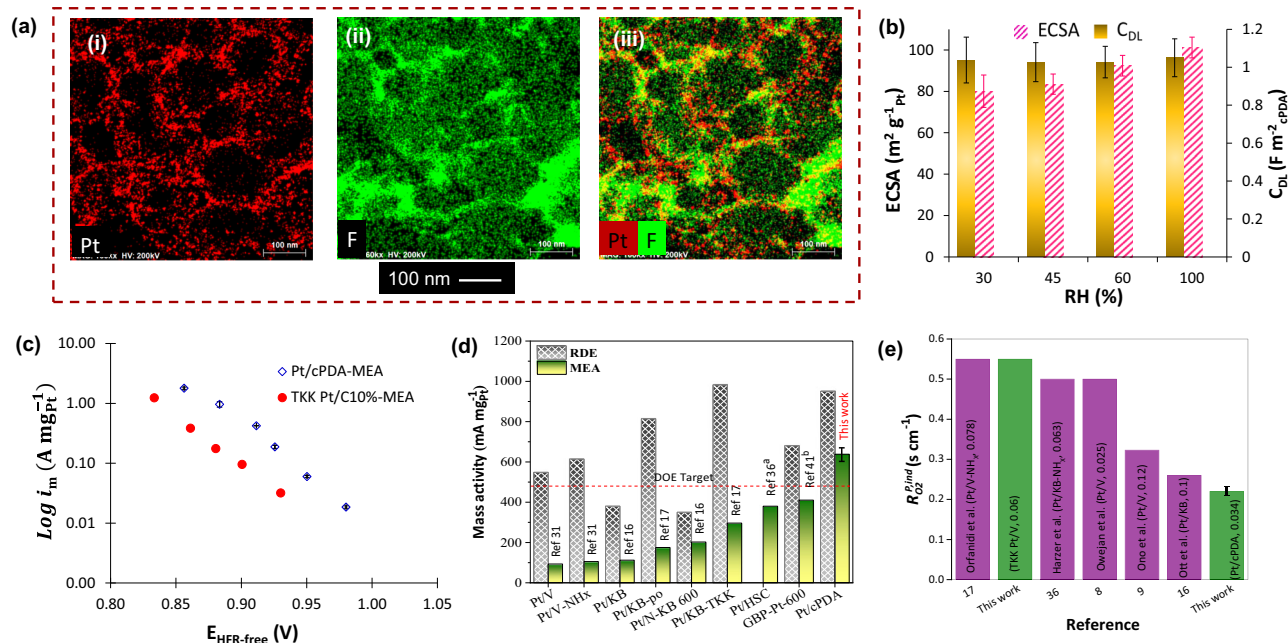 (a)
(i)
(ii)
(iii)
Pt
100 nm
F
60kx HV: 200kV
100 nm
Pt F
100 nm
100 nm
(b)
ECSA
C_DL
ECSA (m² g⁻¹ Pt)
C_DL (F m⁻² cPDA)
120
100
80
60
40
20
0
1.2
1
0.8
0.6
0.4
0.2
0
30 45 60 100
RH (%)
(c)
Log i_m (A mg⁻¹Pt)
10.00
1.00
0.10
0.01
0.00
Pt/cPDA-MEA
TKK Pt/C10%-MEA
0.80 0.85 0.90 0.95 1.00 1.05
E_HFR-free (V)
(d)
Mass activity (mA mg⁻¹Pt)
1200
1000
800
600
400
200
0
RDE
MEA
DOE Target
This work
Ref 31
Ref 31
Ref 16
Ref 17
Ref 16
Ref 17
Ref 36ᵃ
Ref 41ᵇ
Pt/V
Pt/V-NHx
Pt/KB
Pt/KB-po
Pt/N-KB 600
Pt/KB-TKK
Pt/HSC
GBP-Pt-600
Pt/cPDA
(e)
R_O2^P,ind (s cm⁻¹)
0.6
0.5
0.4
0.3
0.2
0.1
0.0
Orfanidi et al. (Pt/V-NHₓ, 0.078)
(TKK Pt/V, 0.06)
Harzer et al. (Pt/KB-NHₓ, 0.063)
Owejan et al. (Pt/V, 0.025)
Ono et al. (Pt/V, 0.12)
Ott et al. (Pt/KB, 0.1)
(Pt/cPDA, 0.034)
17
This work
36
8
9
16
This work
Reference